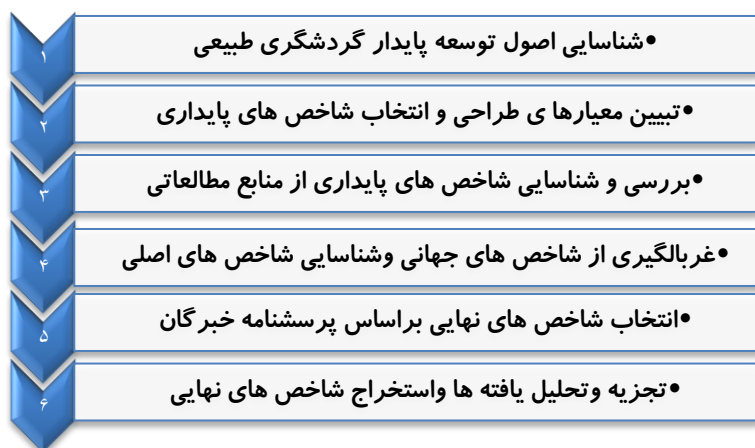 ۱ •شناسایی اصول توسعه پایدار گردشگری طبیعی
۲ •تبیین معیارها ی طراحی و انتخاب شاخص های پایداری
۳ •بررسی و شناسایی شاخص های پایداری از منابع مطالعاتی
۴ •غربالگیری از شاخص های جهانی وشناسایی شاخص های اصلی
۵ •انتخاب شاخص های نهایی براساس پرسشنامه خبرگان
۶ •تجزیه وتحلیل یافته ها واستخراج شاخص های نهایی